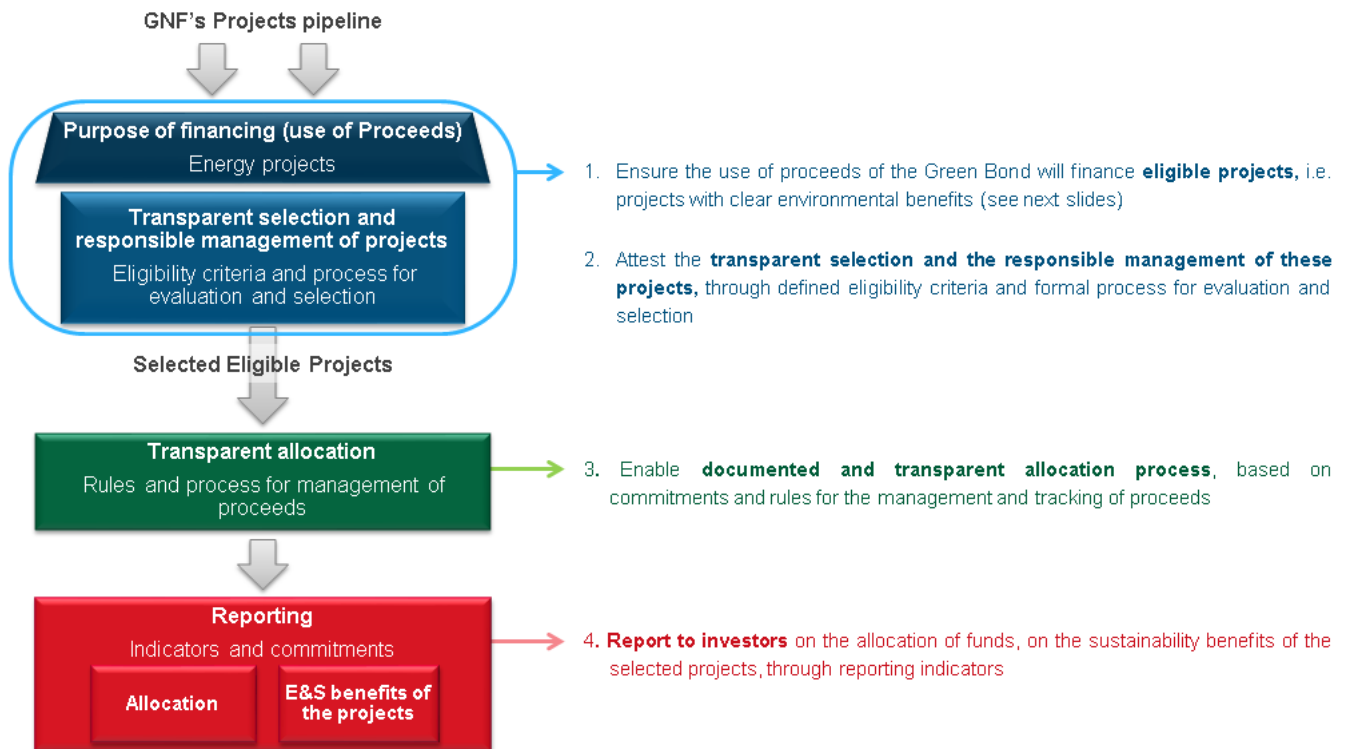 GNF's Projects pipeline
Purpose of financing (use of Proceeds)
Energy projects
Transparent selection and
responsible management of projects
Eligibility criteria and process for
evaluation and selection
1. Ensure the use of proceeds of the Green Bond will finance eligible projects, i.e.
projects with clear environmental benefits (see next slides)
2. Attest the transparent selection and the responsible management of these
projects, through defined eligibility criteria and formal process for evaluation and
selection
Selected Eligible Projects
Transparent allocation
Rules and process for management of
proceeds
3. Enable documented and transparent allocation process, based on
commitments and rules for the management and tracking of proceeds
Reporting
Indicators and commitments
Allocation
E&S benefits of
the projects
4. Report to investors on the allocation of funds, on the sustainability benefits of the
selected projects, through reporting indicators